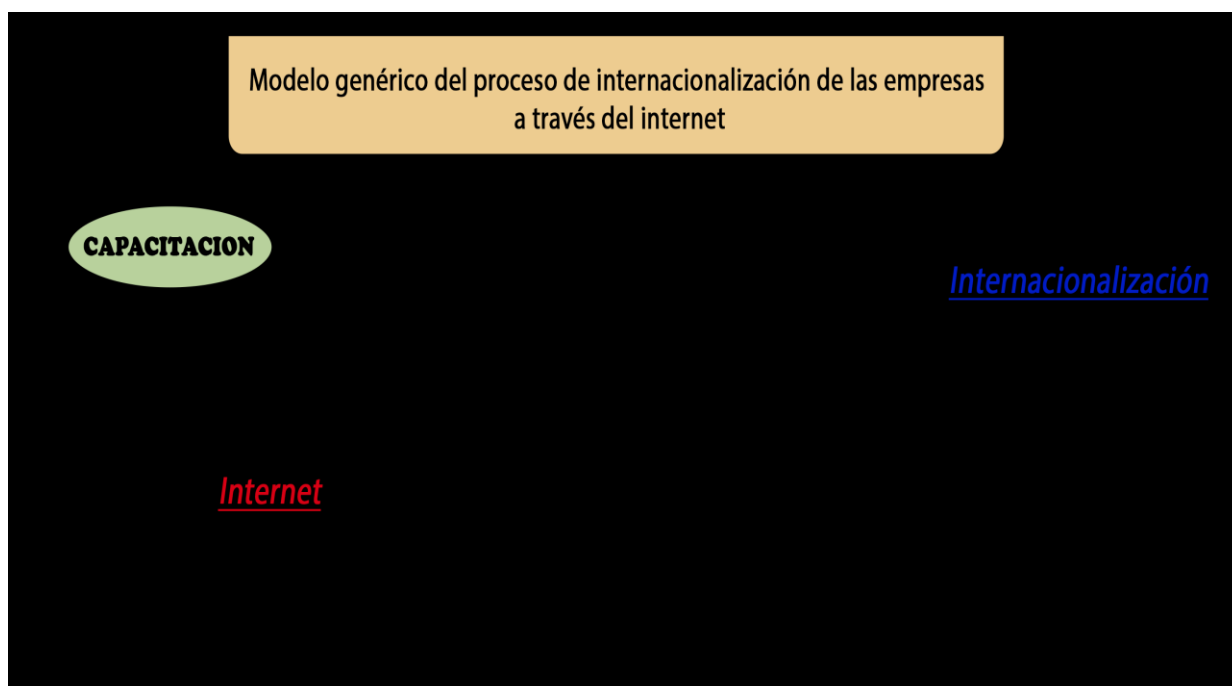 Modelo genérico del proceso de internacionalización de las empresas
a través del internet
CAPACITACION
Internacionalización
Internet